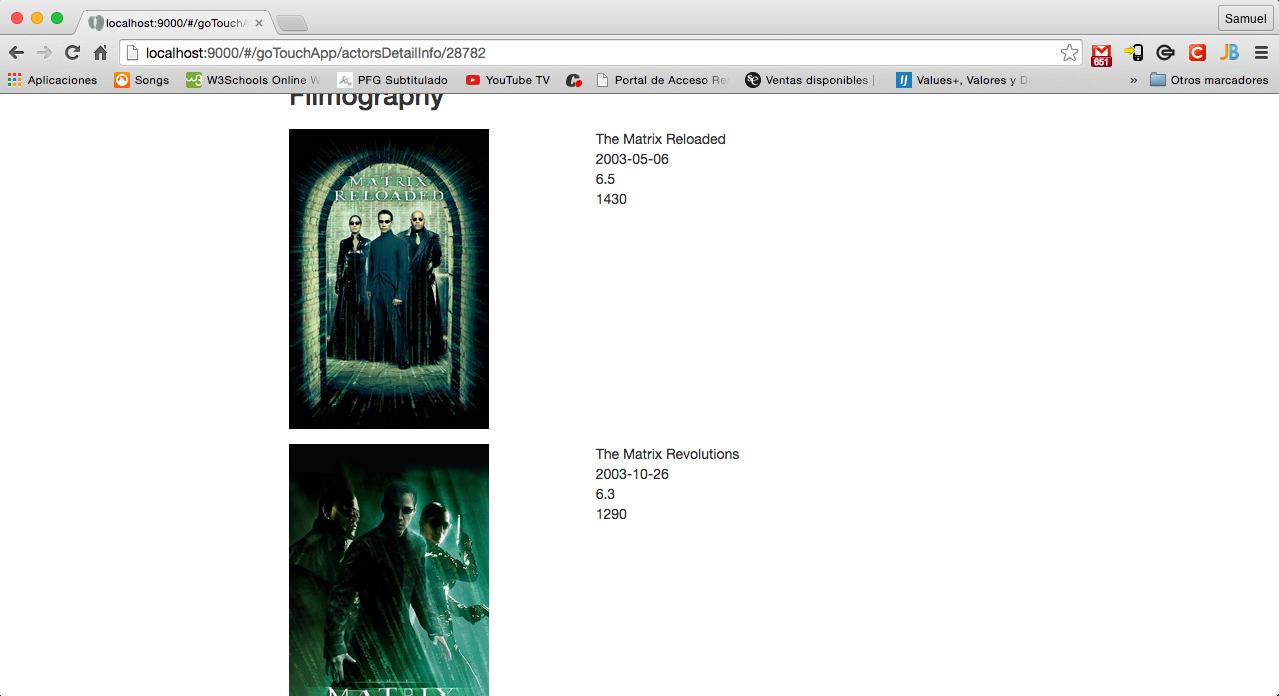 localhost:9000/#/goTouchA
Samuel
localhost:9000/#/goTouchApp/actorsDetailInfo/28782
651
Aplicaciones
Songs
W3Schools Online W
PFG Subtitulado
YouTube TV
Portal de Acceso Re
Ventas disponibles |
Values+, Valores y De
»
Otros marcadores
Filmography
MATRIX
RELOADED
The Matrix Reloaded
2003-05-06
6.5
1430
The Matrix Revolutions
2003-10-26
6.3
1290
THE
MATRIX